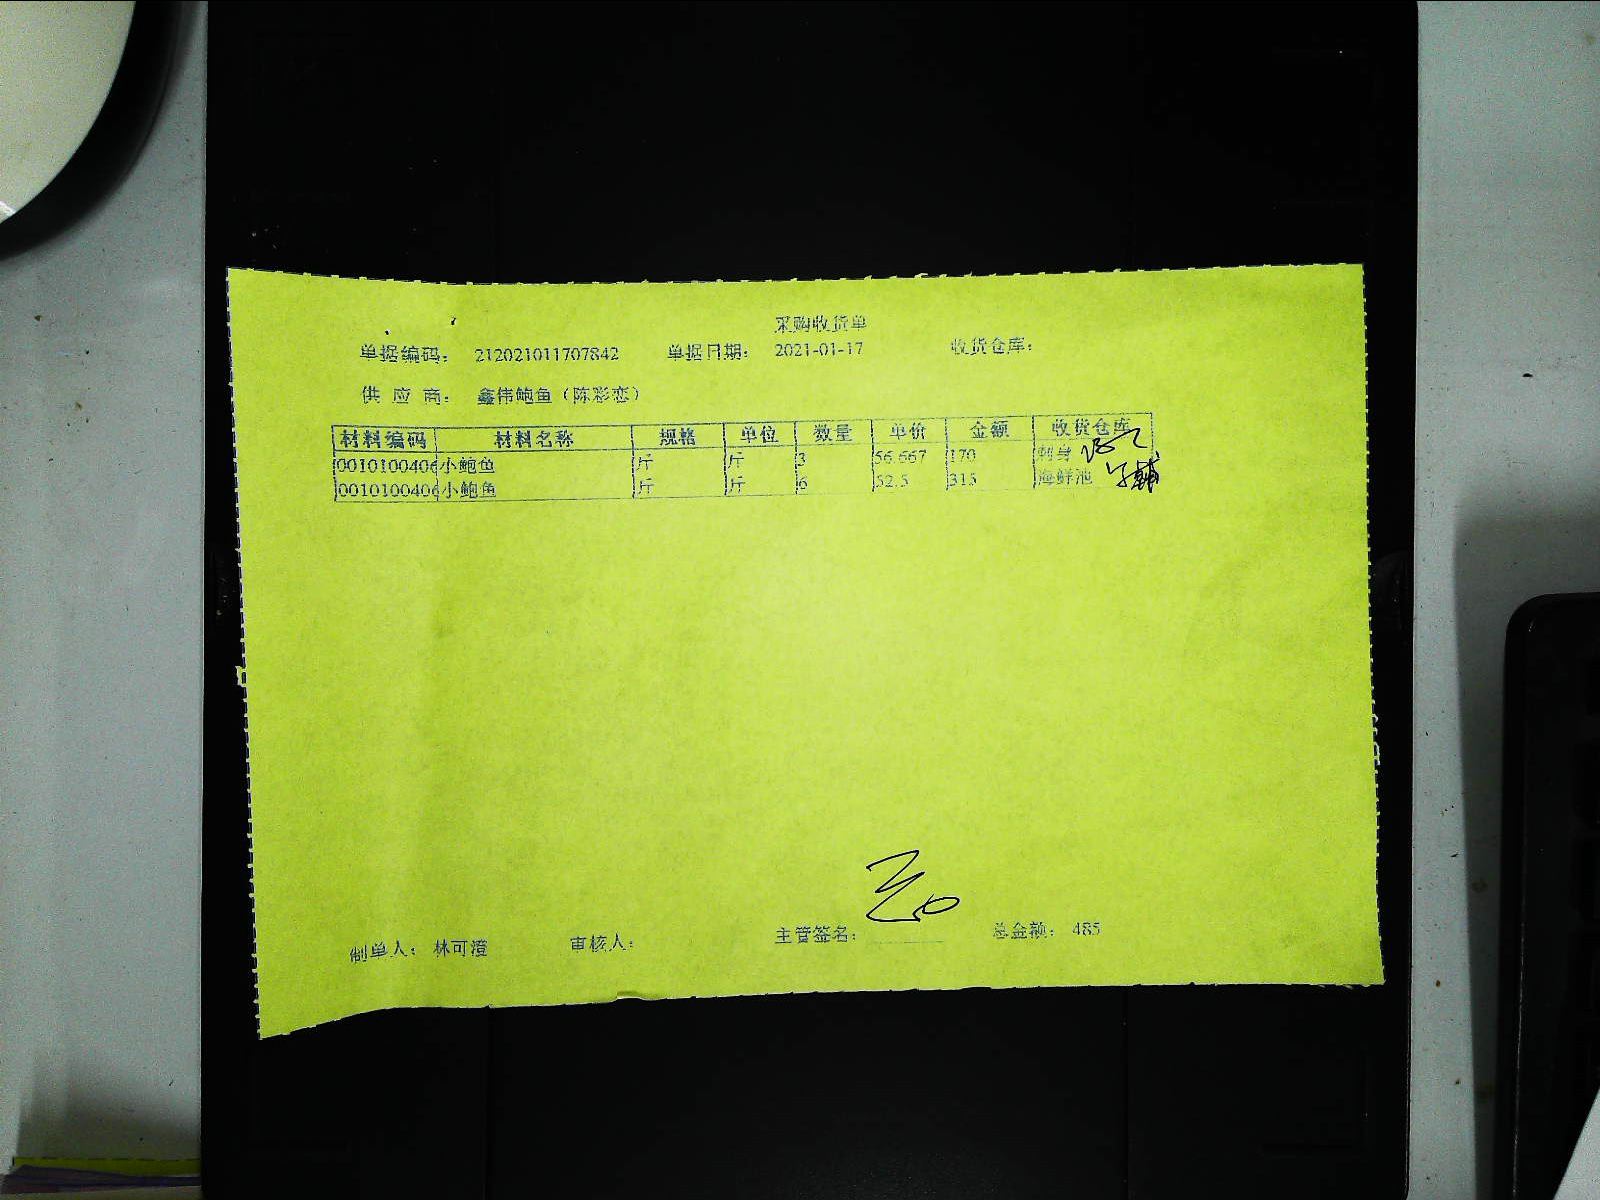 采购收货单
单据编码: 212021011707842 单据日期: 2021-01-17 收货仓库:
供 应 商: 鑫伟鲍鱼（陈彩恋）
材料编码 材料名称 规格 单位 数量 单价 金额 收货仓库
0010100406 小鲍鱼 斤 斤 3 56.667 170 刺身
0010100406 小鲍鱼 斤 斤 6 52.5 315 海鲜池
制单人: 林可澄 审核人: 主管签名: 总金额: 485